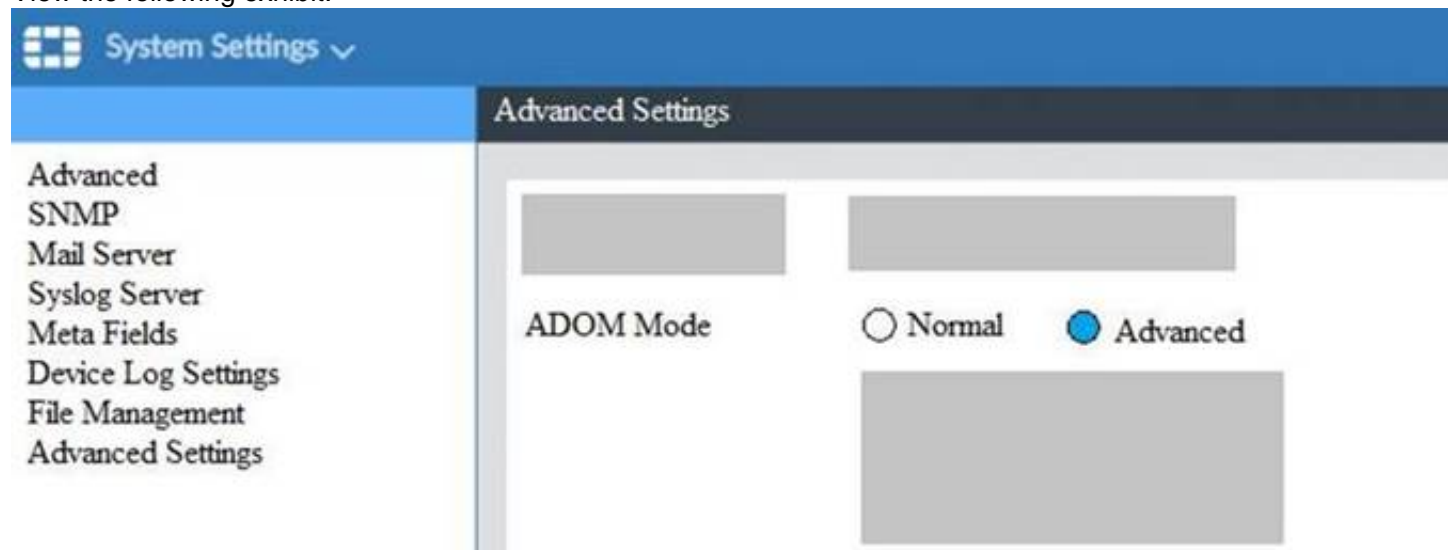 View the following exhibit:
System Settings
Advanced Settings
Advanced
SNMP
Mail Server
Syslog Server
Meta Fields
Device Log Settings
File Management
Advanced Settings
ADOM Mode
Normal
Advanced